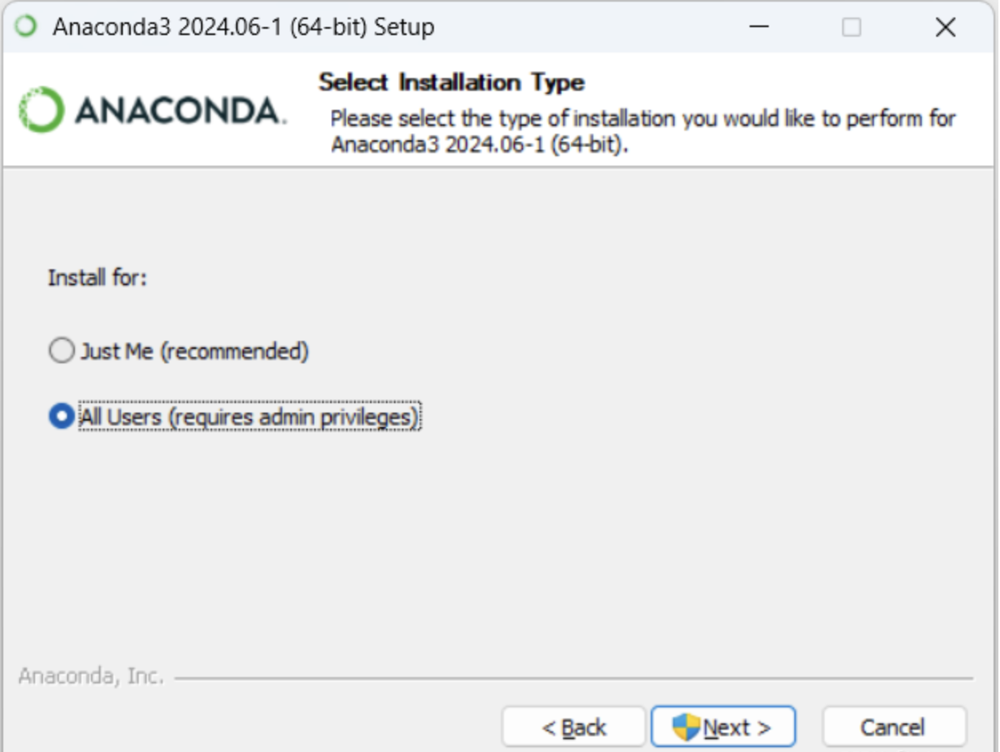 Anaconda3 2024.06-1 (64-bit) Setup
ANACONDA.
Select Installation Type
Please select the type of installation you would like to perform for
Anaconda3 2024.06-1 (64-bit).
Install for:
Just Me (recommended)
All Users (requires admin privileges)
Anaconda, Inc.
< Back
Next >
Cancel